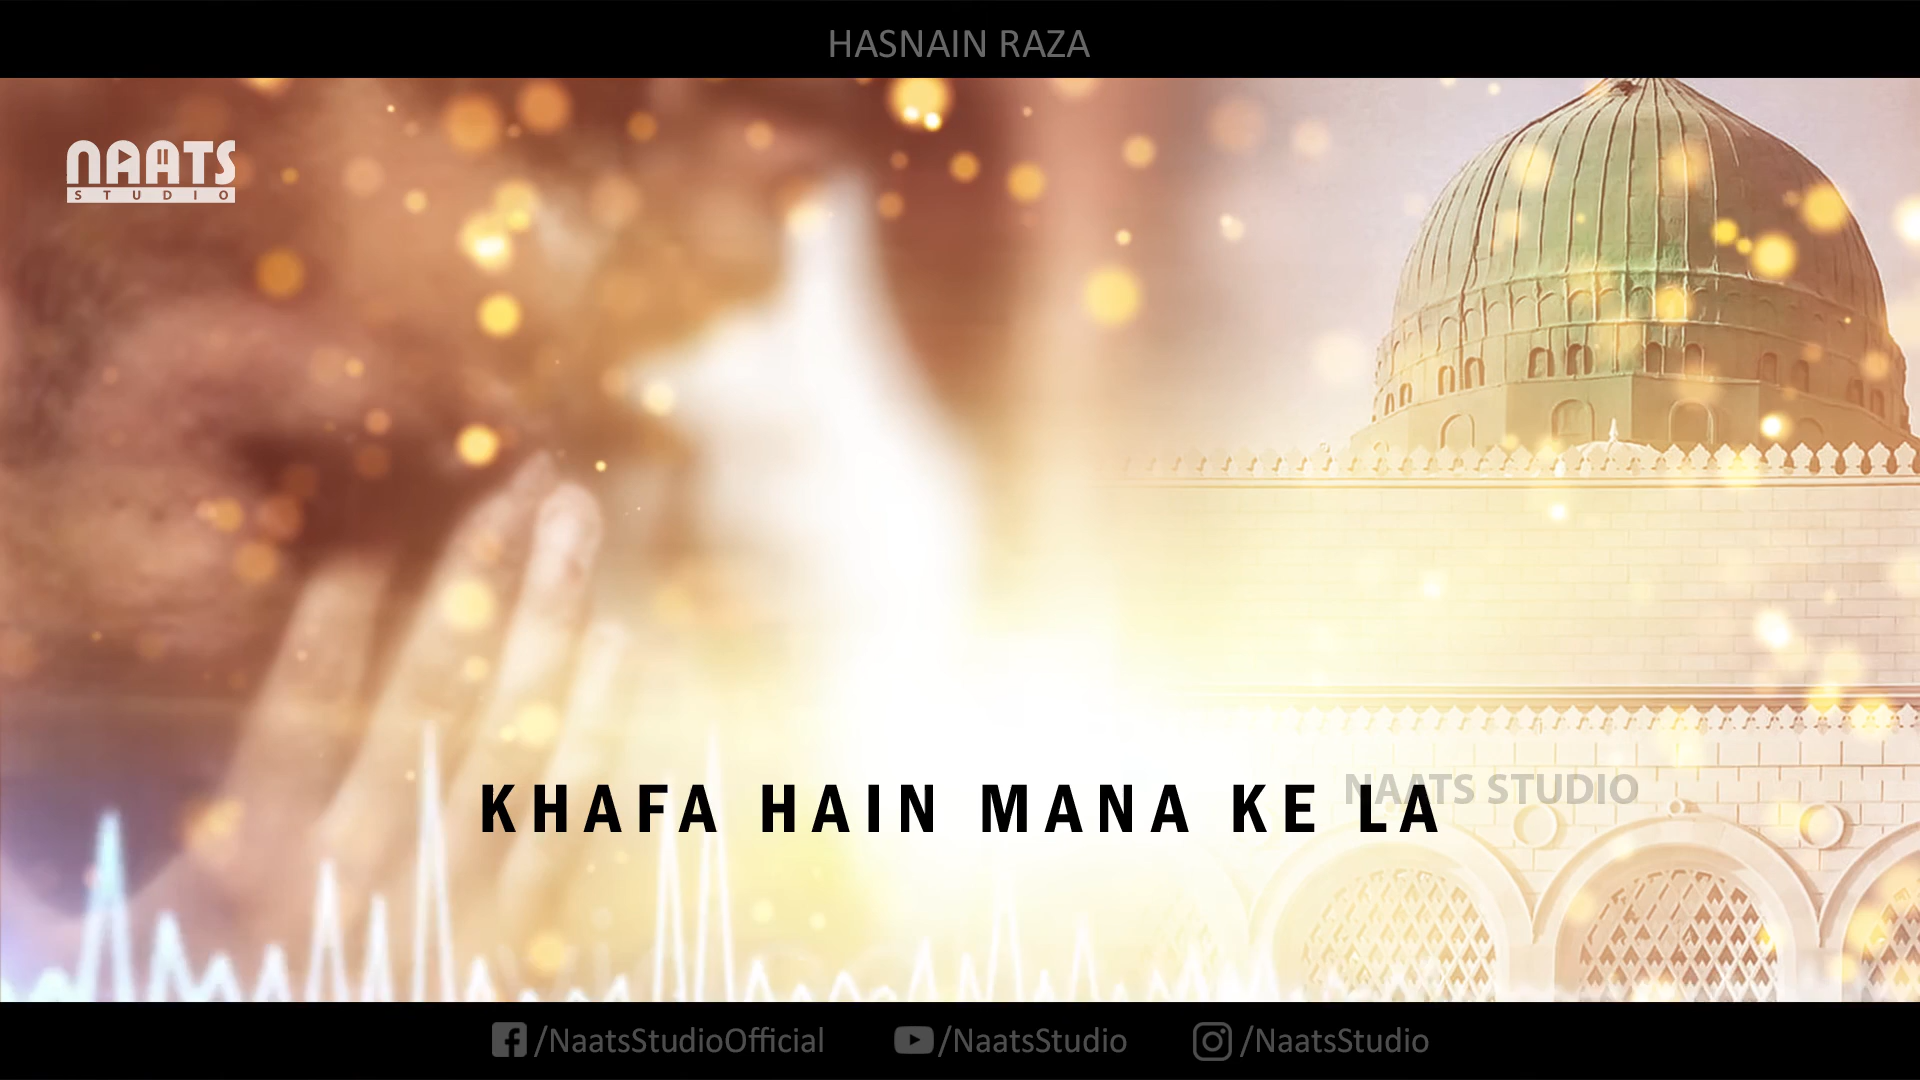 HASNAIN RAZA
NAATS
STUDIO
NAATS STUDIO
KHAFA HAIN MANA KE LA
/NaatsStudioOfficial /NaatsStudio /NaatsStudio